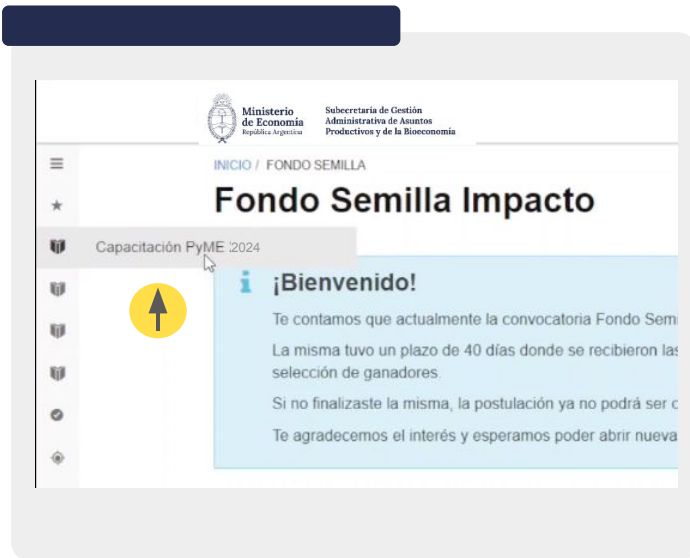 Ministerio
de Economía
República Argentina
Subsecretaría de Gestión
Administrativa de Asuntos
Productivos y de la Bioeconomía
INICIO / FONDO SEMILLA
Fondo Semilla Impacto
Capacitación PyME 2024
¡Bienvenido!
Te contamos que actualmente la convocatoria Fondo Sem
La misma tuvo un plazo de 40 días donde se recibieron las
selección de ganadores.
Si no finalizaste la misma, la postulación ya no podrá ser c
Te agradecemos el interés y esperamos poder abrir nueva